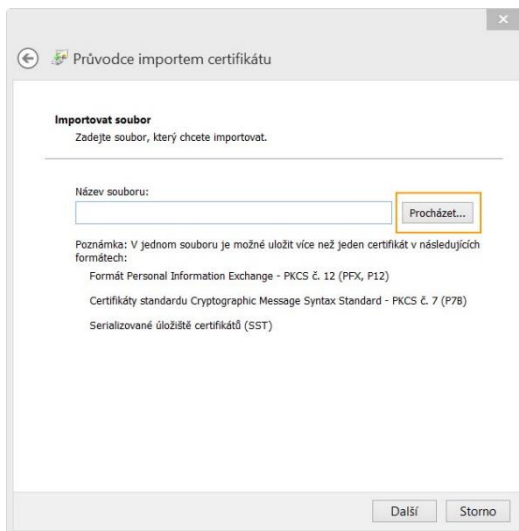 Průvodce importem certifikátu
Importovat soubor
Zadejte soubor, který chcete importovat.
Název souboru:
Procházet...
Poznámka: V jednom souboru je možné uložit více než jeden certifikát v následujících
formátech:
Formát Personal Information Exchange - PKCS č. 12 (PFX, P12)
Certifikáty standardu Cryptographic Message Syntax Standard - PKCS č. 7 (P7B)
Serializované úložiště certifikátů (SST)
Další Storno